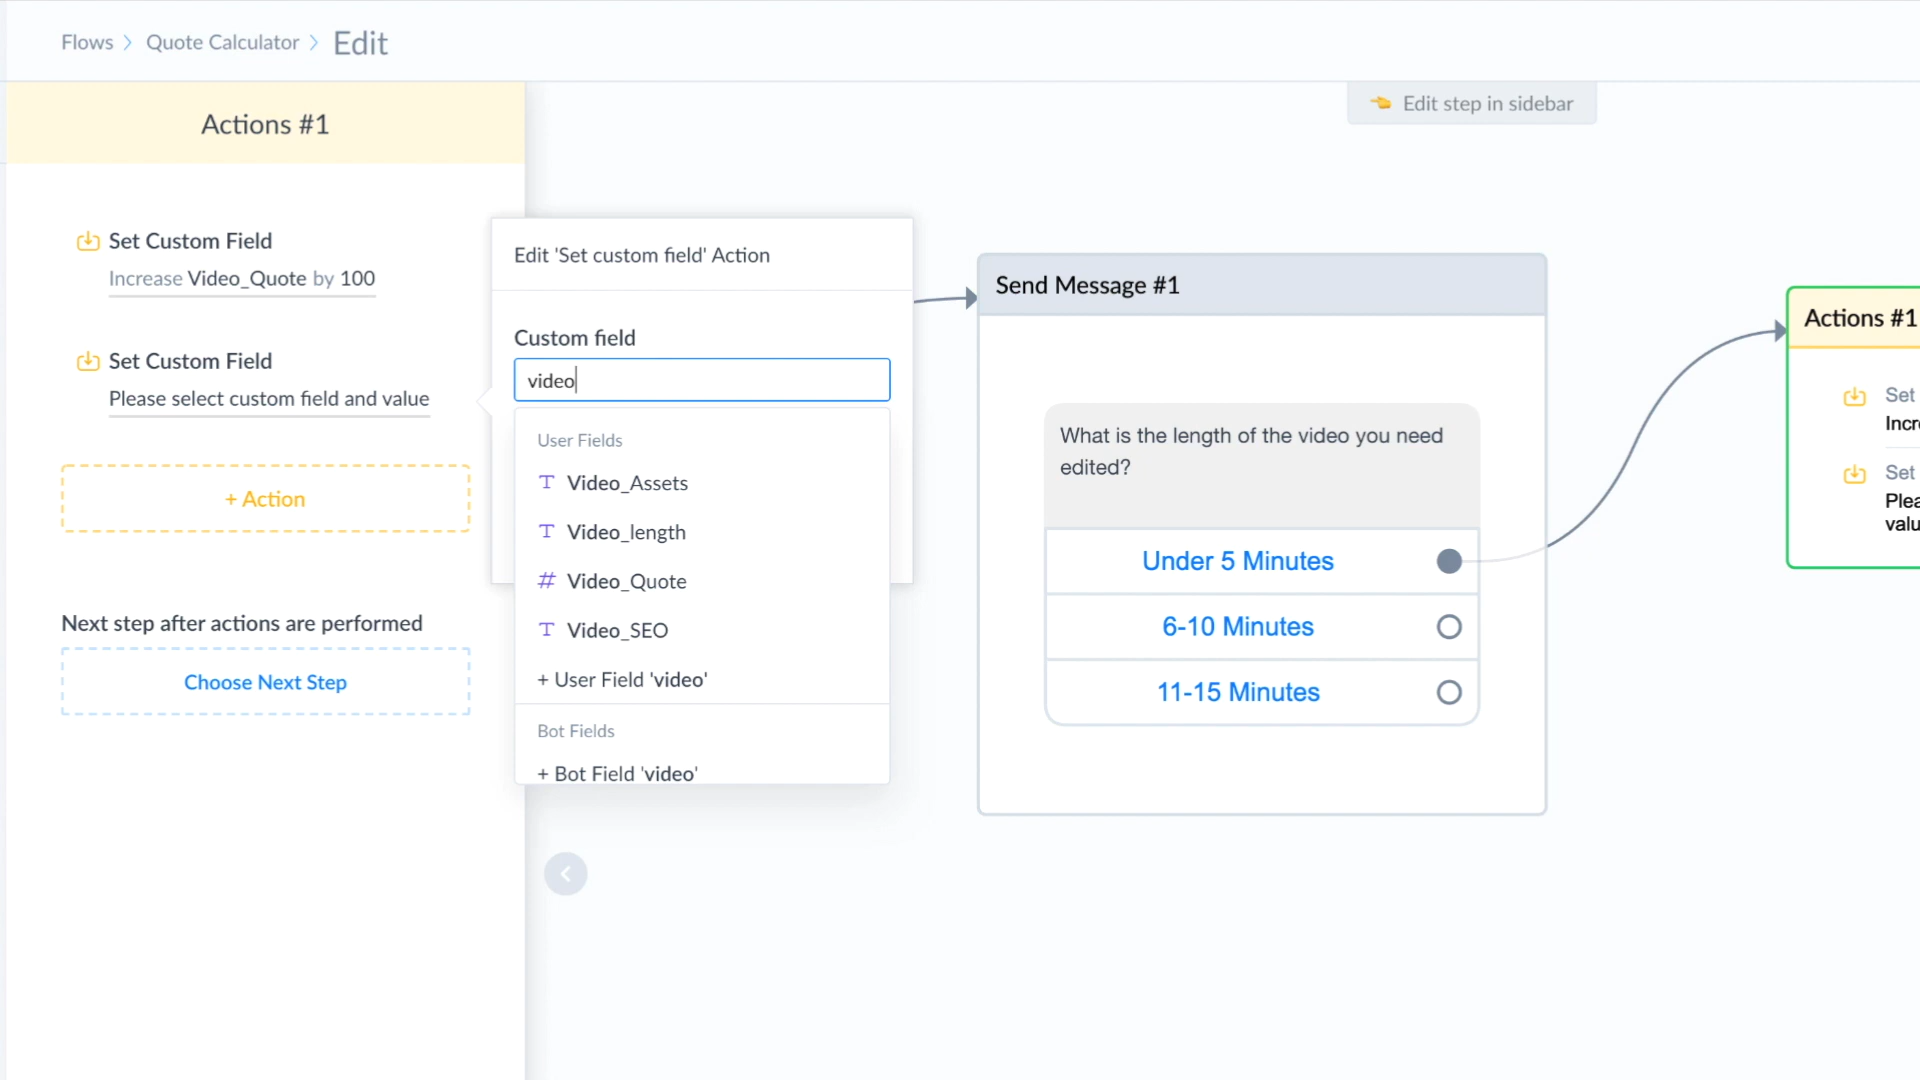 Flows
Quote Calculator
Edit
Edit step in sidebar
Actions #1
Set Custom Field
Increase Video_Quote by 100
Set Custom Field
Please select custom field and value
+ Action
Next step after actions are performed
Choose Next Step
Edit 'Set custom field' Action
Custom field
video
User Fields
Video_Assets
Video_length
Video_Quote
Video_SEO
+ User Field 'video'
Bot Fields
+ Bot Field 'video'
Send Message #1
What is the length of the video you need
edited?
Under 5 Minutes
6-10 Minutes
11-15 Minutes
Actions #1
Set
Incre
Set
Plea
valu